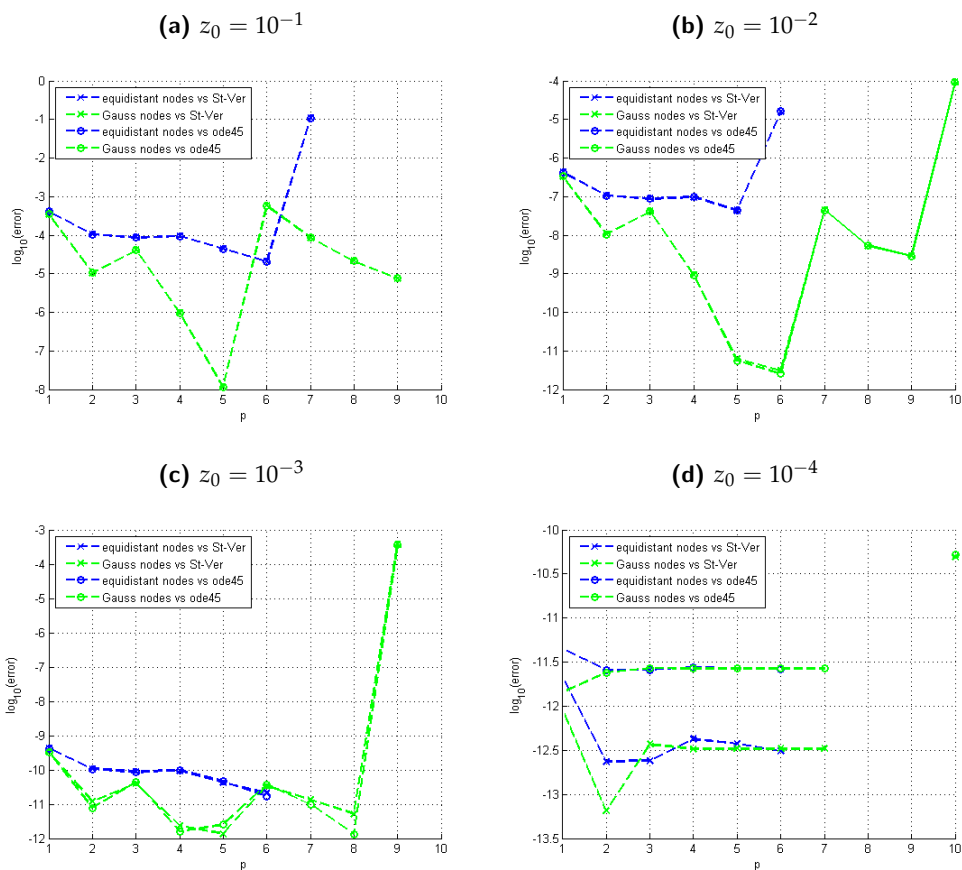 (a) z₀ = 10⁻¹
(b) z₀ = 10⁻²
0
-1
-2
-3
-4
-5
-6
-7
-8
log₁₀(error)
equidistant nodes vs St-Ver
Gauss nodes vs St-Ver
equidistant nodes vs ode45
Gauss nodes vs ode45
1 2 3 4 5 6 7 8 9 10
p
-4
-5
-6
-7
-8
-9
-10
-11
-12
log₁₀(error)
equidistant nodes vs St-Ver
Gauss nodes vs St-Ver
equidistant nodes vs ode45
Gauss nodes vs ode45
1 2 3 4 5 6 7 8 9 10
p
(c) z₀ = 10⁻³
(d) z₀ = 10⁻⁴
-3
-4
-5
-6
-7
-8
-9
-10
-11
-12
log₁₀(error)
equidistant nodes vs St-Ver
Gauss nodes vs St-Ver
equidistant nodes vs ode45
Gauss nodes vs ode45
1 2 3 4 5 6 7 8 9 10
p
-10
-10.5
-11
-11.5
-12
-12.5
-13
-13.5
log₁₀(error)
equidistant nodes vs St-Ver
Gauss nodes vs St-Ver
equidistant nodes vs ode45
Gauss nodes vs ode45
1 2 3 4 5 6 7 8 9 10
p